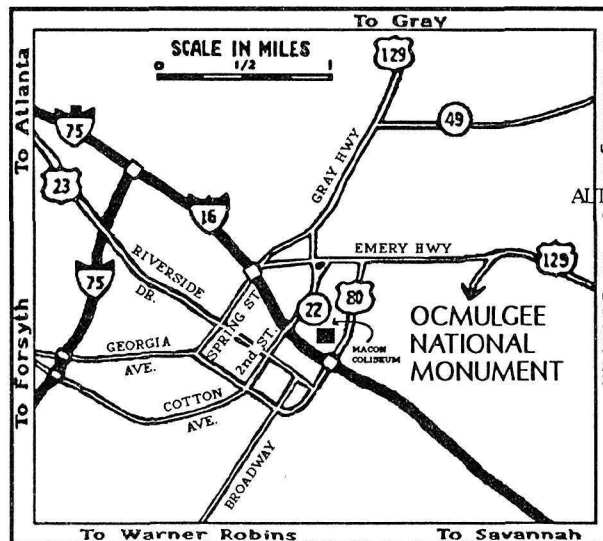 To Gray
SCALE IN MILES
0 1/2 1
129
To Atlanta
75
49
23
GRAY HWY
ALT
16
EMERY HWY
129
RIVERSIDE
DR.
75
SPRING ST.
22
80
OCMULGEE
NATIONAL
MONUMENT
MACON
COLISEUM
GEORGIA
AVE.
2nd ST.
To Forsyth
COTTON
AVE.
BROADWAY
To Warner Robins
To Savannah